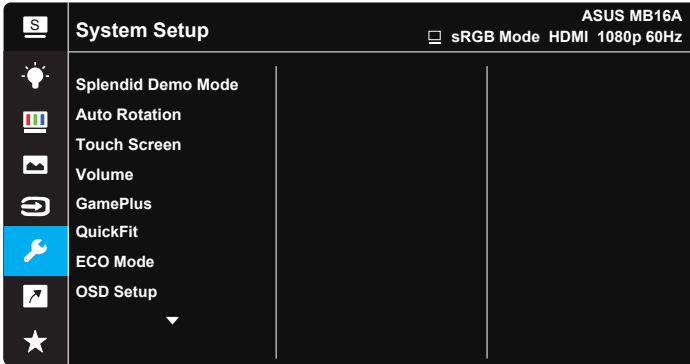 S
System Setup
ASUS MB16A
sRGB Mode HDMI 1080p 60Hz
Splendid Demo Mode
Auto Rotation
Touch Screen
Volume
GamePlus
QuickFit
ECO Mode
OSD Setup